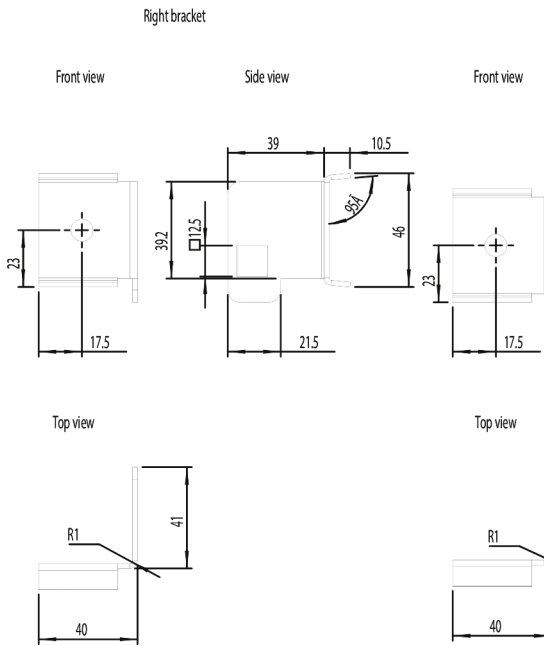 Right bracket
Front view
Side view
Front view
39
10.5
95Å
12.5
39.2
46
23
23
17.5
21.5
17.5
Top view
Top view
41
R1
R1
40
40